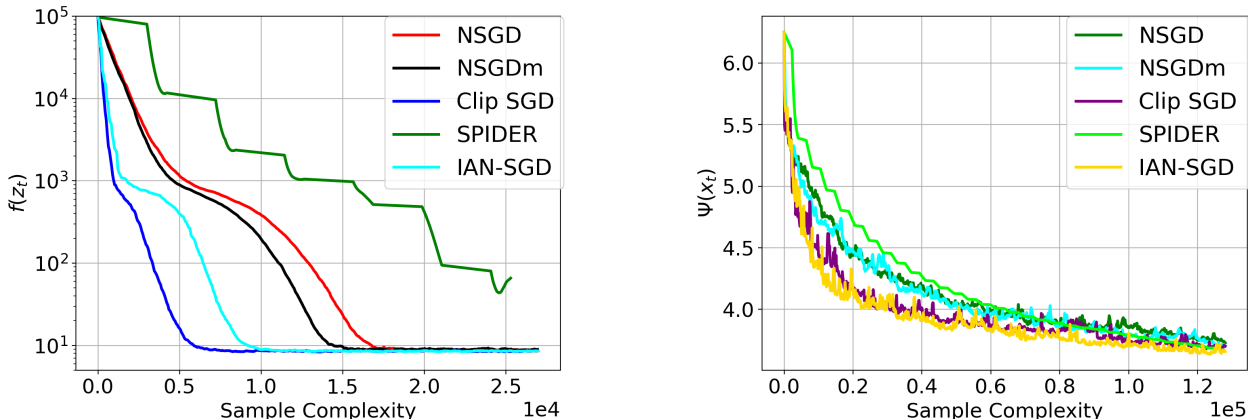 10^5
10^4
10^3
10^2
10^1
f(z_t)
NSGD
NSGDm
Clip SGD
SPIDER
IAN-SGD
0.0 0.5 1.0 1.5 2.0 2.5
1e4
Sample Complexity
6.0
5.5
5.0
4.5
4.0
Ψ(x_t)
NSGD
NSGDm
Clip SGD
SPIDER
IAN-SGD
0.0 0.2 0.4 0.6 0.8 1.0 1.2
1e5
Sample Complexity